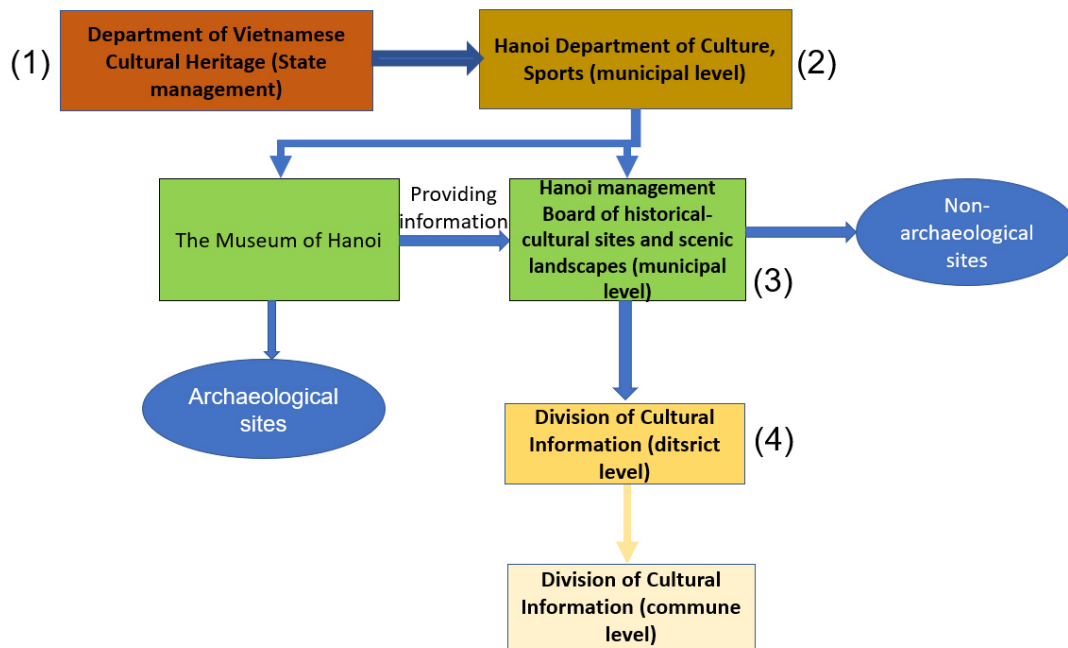 (1)
Department of Vietnamese
Cultural Heritage (State
management)
Hanoi Department of Culture,
Sports (municipal level)
(2)
The Museum of Hanoi
Providing
information
Hanoi management
Board of historical-
cultural sites and scenic
landscapes (municipal
level)
(3)
Non-
archaeological
sites
Archaeological
sites
Division of Cultural
Information (ditsrict
level)
(4)
Division of Cultural
Information (commune
level)